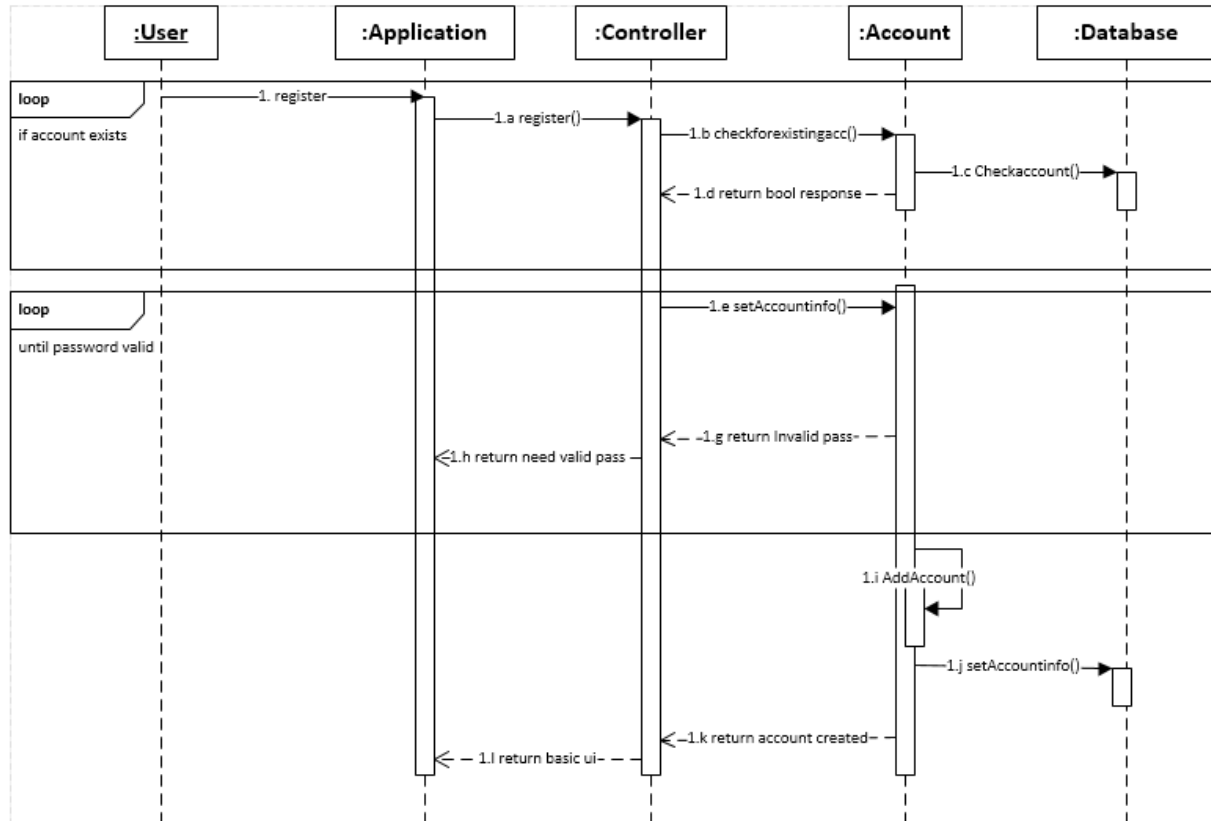 :User
:Application
:Controller
:Account
:Database
loop
if account exists
1. register
1.a register()
1.b checkforexistingacc()
1.c Checkaccount()
1.d return bool response
loop
until password valid
1.e setAccountinfo()
1.g return Invalid pass
1.h return need valid pass
1.i AddAccount()
1.j setAccountinfo()
1.k return account created
1.l return basic ui